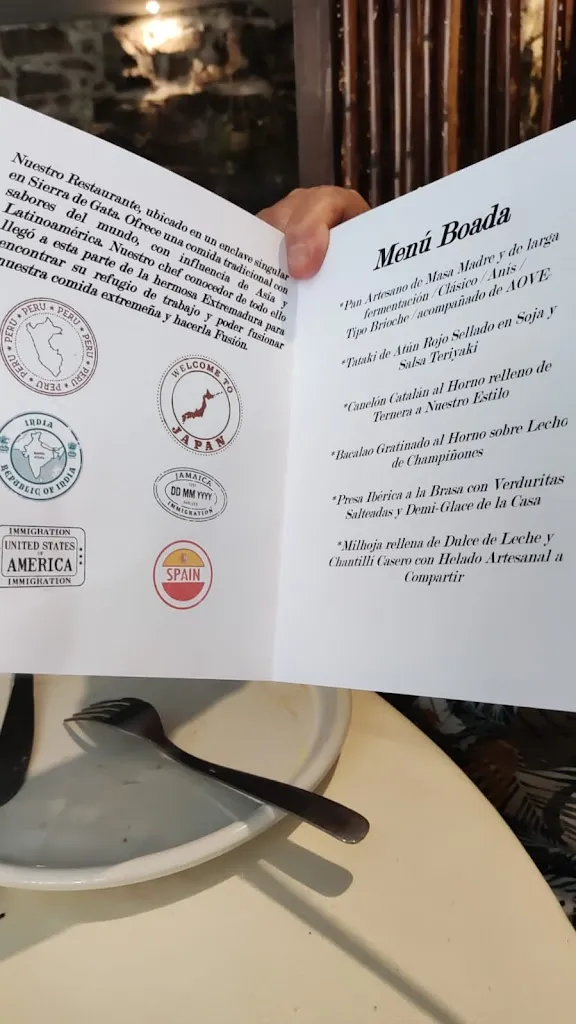 Nuestro Restaurante, ubicado en un enclave singular
en Sierra de Gata. Ofrece una comida tradicional con
sabores del mundo, con influencia de Asia y
Latinoamérica. Nuestro chef conocedor de todo ello
llegó a esta parte de la hermosa Extremadura para
encontrar su refugio de trabajo y poder fusionar
nuestra comida extremeña y hacerla Fusión.
PERU • PERU • PERU • PERU • PERU • PERU • PERU
WELCOME TO
JAPAN
INDIA
REPUBLIC OF INDIA
JAMAICA
DD MM YYYY
IMMIGRATION
IMMIGRATION
UNITED STATES
OF
AMERICA
IMMIGRATION
SPAIN
Menú Boada
*Pan Artesano de Masa Madre y de larga
fermentación / Clásico / Anís /
Tipo Brioche / acompañado de AOVE.
*Tataki de Atún Rojo Sellado en Soja y
Salsa Teriyaki
*Canelón Catalán al Horno relleno de
Ternera a Nuestro Estilo
*Bacalao Gratinado al Horno sobre Lecho
de Champiñones
*Presa Ibérica a la Brasa con Verduritas
Salteadas y Demi-Glace de la Casa
*Milhoja rellena de Dulce de Leche y
Chantilli Casero con Helado Artesanal a
Compartir